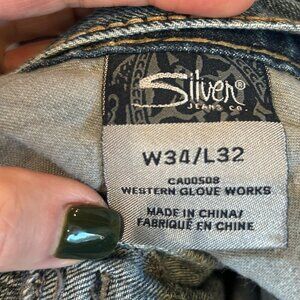 Silver®
JEANS CO.
W34/L32
CA00508
WESTERN GLOVE WORKS
MADE IN CHINA/
FABRIQUÉ EN CHINE